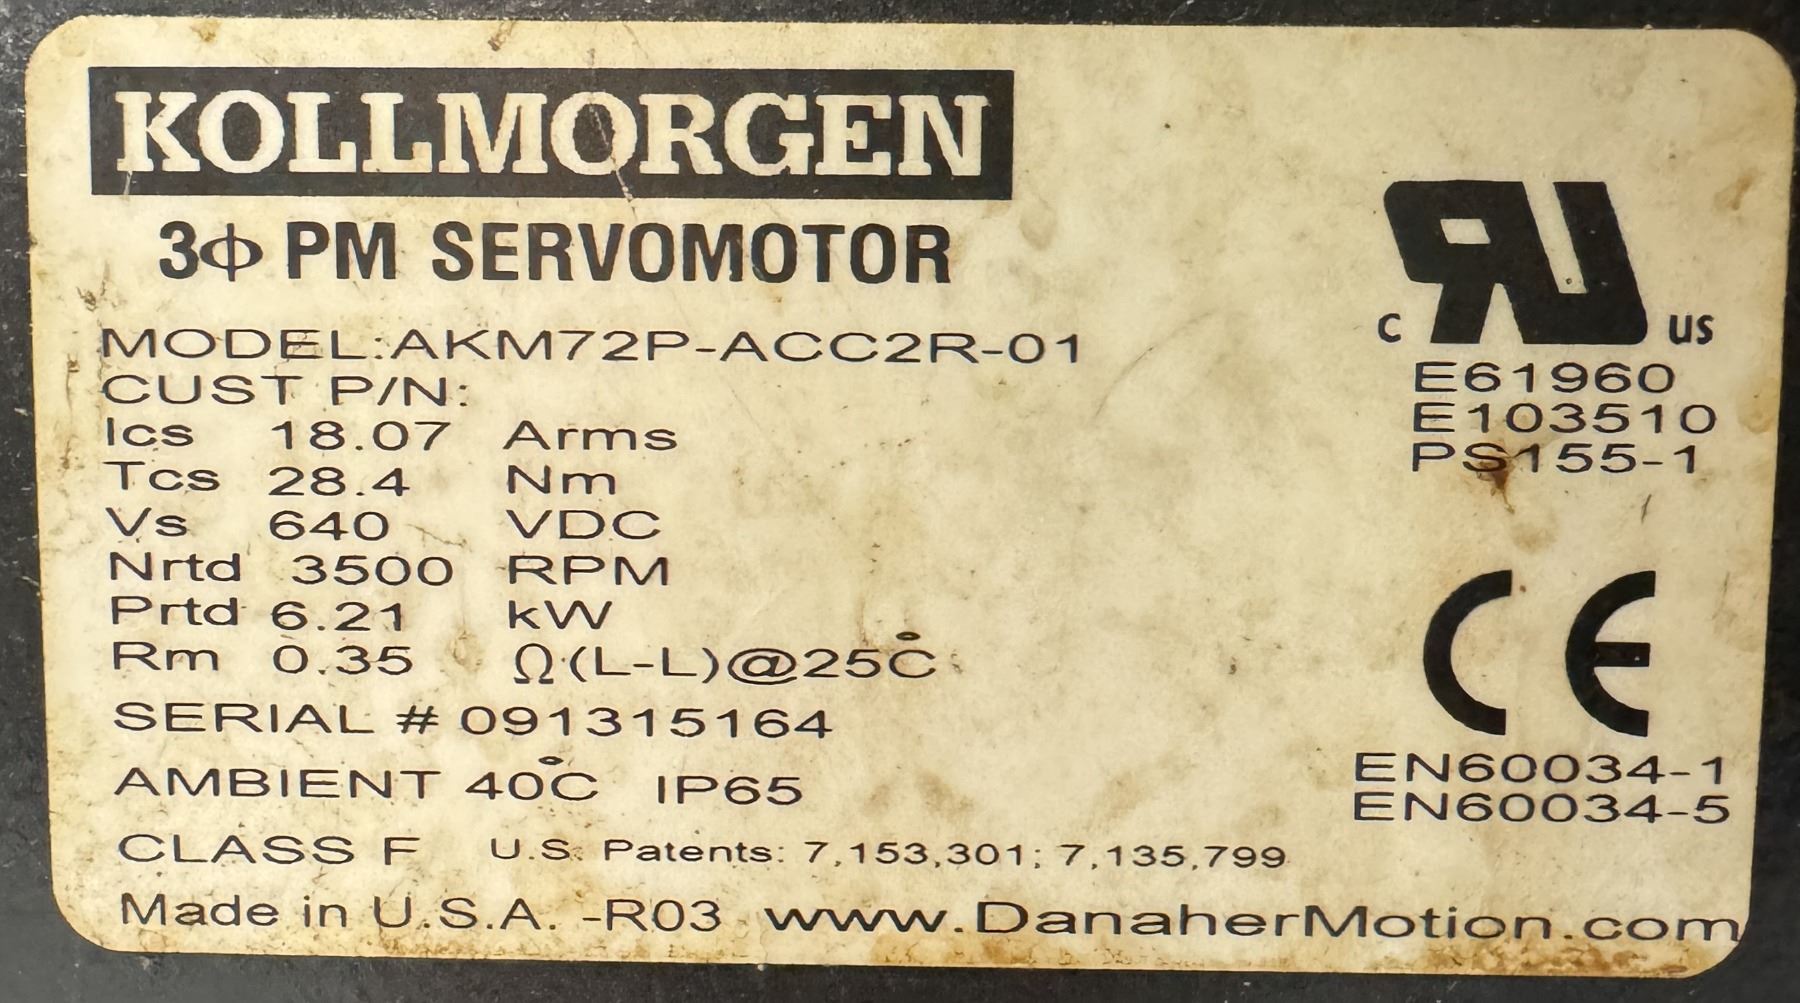 KOLLMORGEN
3ϕ PM SERVOMOTOR
MODEL:AKM72P-ACC2R-01
CUST P/N:
Ics 18.07 Arms
Tcs 28.4 Nm
Vs 640 VDC
Nrtd 3500 RPM
Prtd 6.21 kW
Rm 0.35 Ω(L-L)@25°C
SERIAL # 091315164
AMBIENT 40°C IP65
CLASS F U.S. Patents: 7,153,301; 7,135,799
Made in U.S.A. -R03 www.DanaherMotion.com
c RU us
E61960
E103510
PS155-1
CE
EN60034-1
EN60034-5